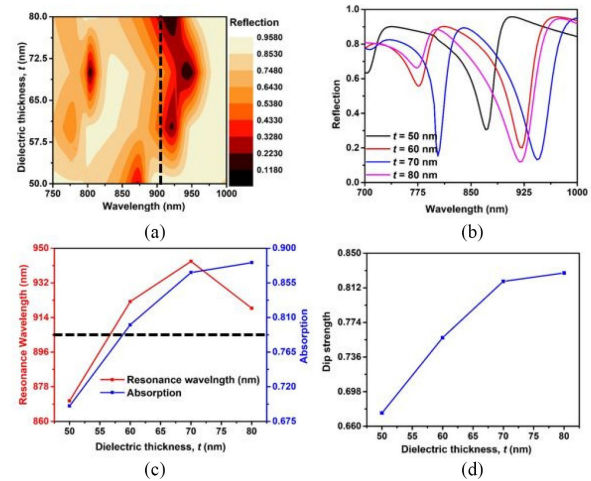 Reflection
80.0
72.5
65.0
57.5
50.0
Dielectric thickness, t (nm)
750 800 850 900 950 1000
Wavelength (nm)
0.9580
0.8530
0.7480
0.6430
0.5380
0.4330
0.3280
0.2230
0.1180
(a)
1.0
0.8
0.6
0.4
0.2
0.0
Reflection
t = 50 nm
t = 60 nm
t = 70 nm
t = 80 nm
700 775 850 925 1000
Wavelength (nm)
(b)
950
932
914
896
878
860
Resonance Wavelength (nm)
0.900
0.855
0.810
0.765
0.720
0.675
Absorption
Resonance wavelngth (nm)
Absorption
50 55 60 65 70 75 80
Dielectric thickness, t (nm)
(c)
0.850
0.812
0.774
0.736
0.698
0.660
Dip strength
50 55 60 65 70 75 80
Dielectric thickness, t (nm)
(d)